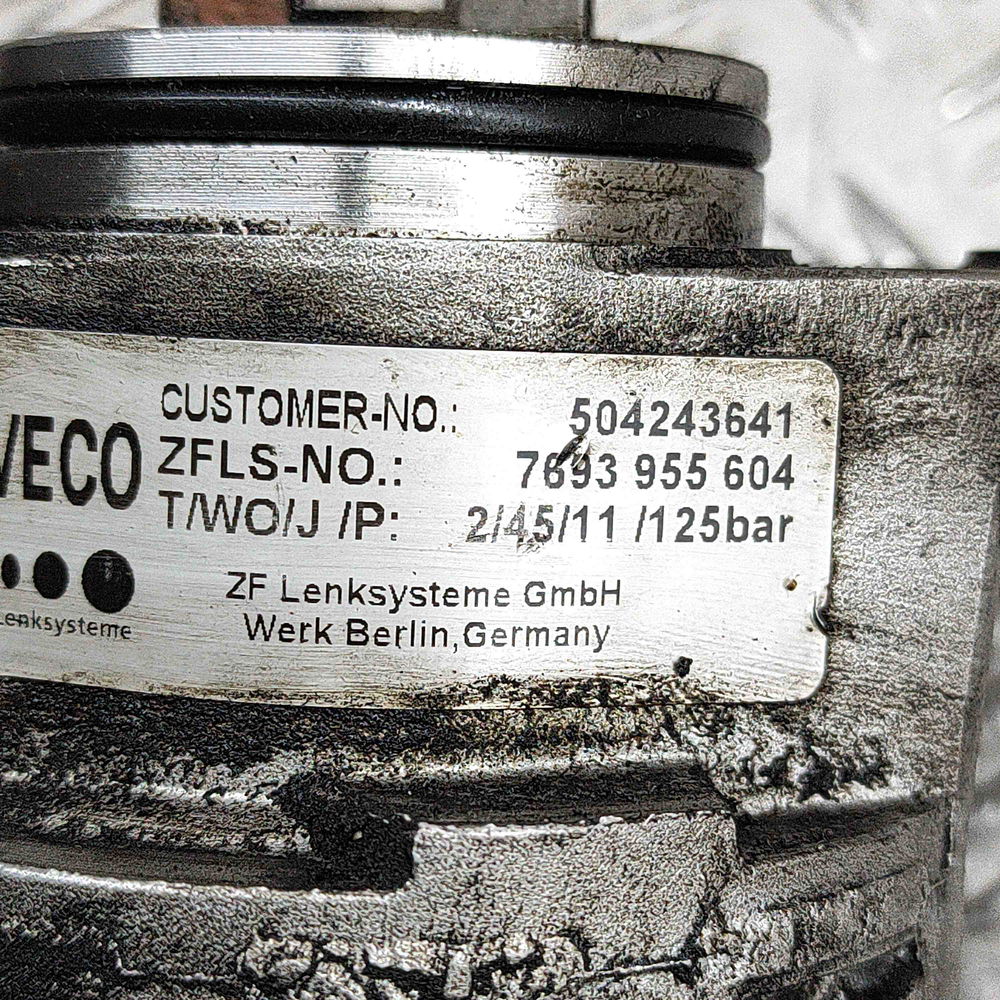 CUSTOMER-NO.: 504243641
VECO
ZFLS-NO.: 7693 955 604
T/WO/J /P: 2/45/11 /125bar
Lenksysteme
ZF Lenksysteme GmbH
Werk Berlin,Germany